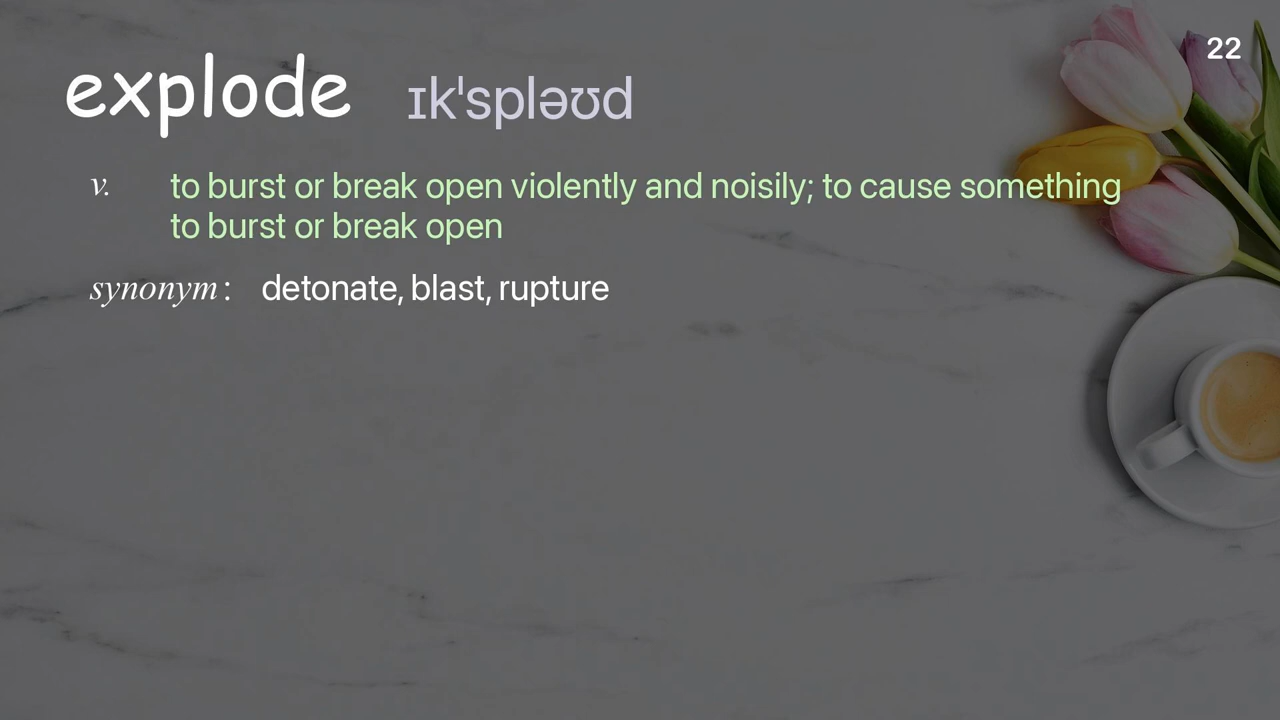 22
explode ɪkˈspləʊd
v. to burst or break open violently and noisily; to cause something
to burst or break open
synonym: detonate, blast, rupture